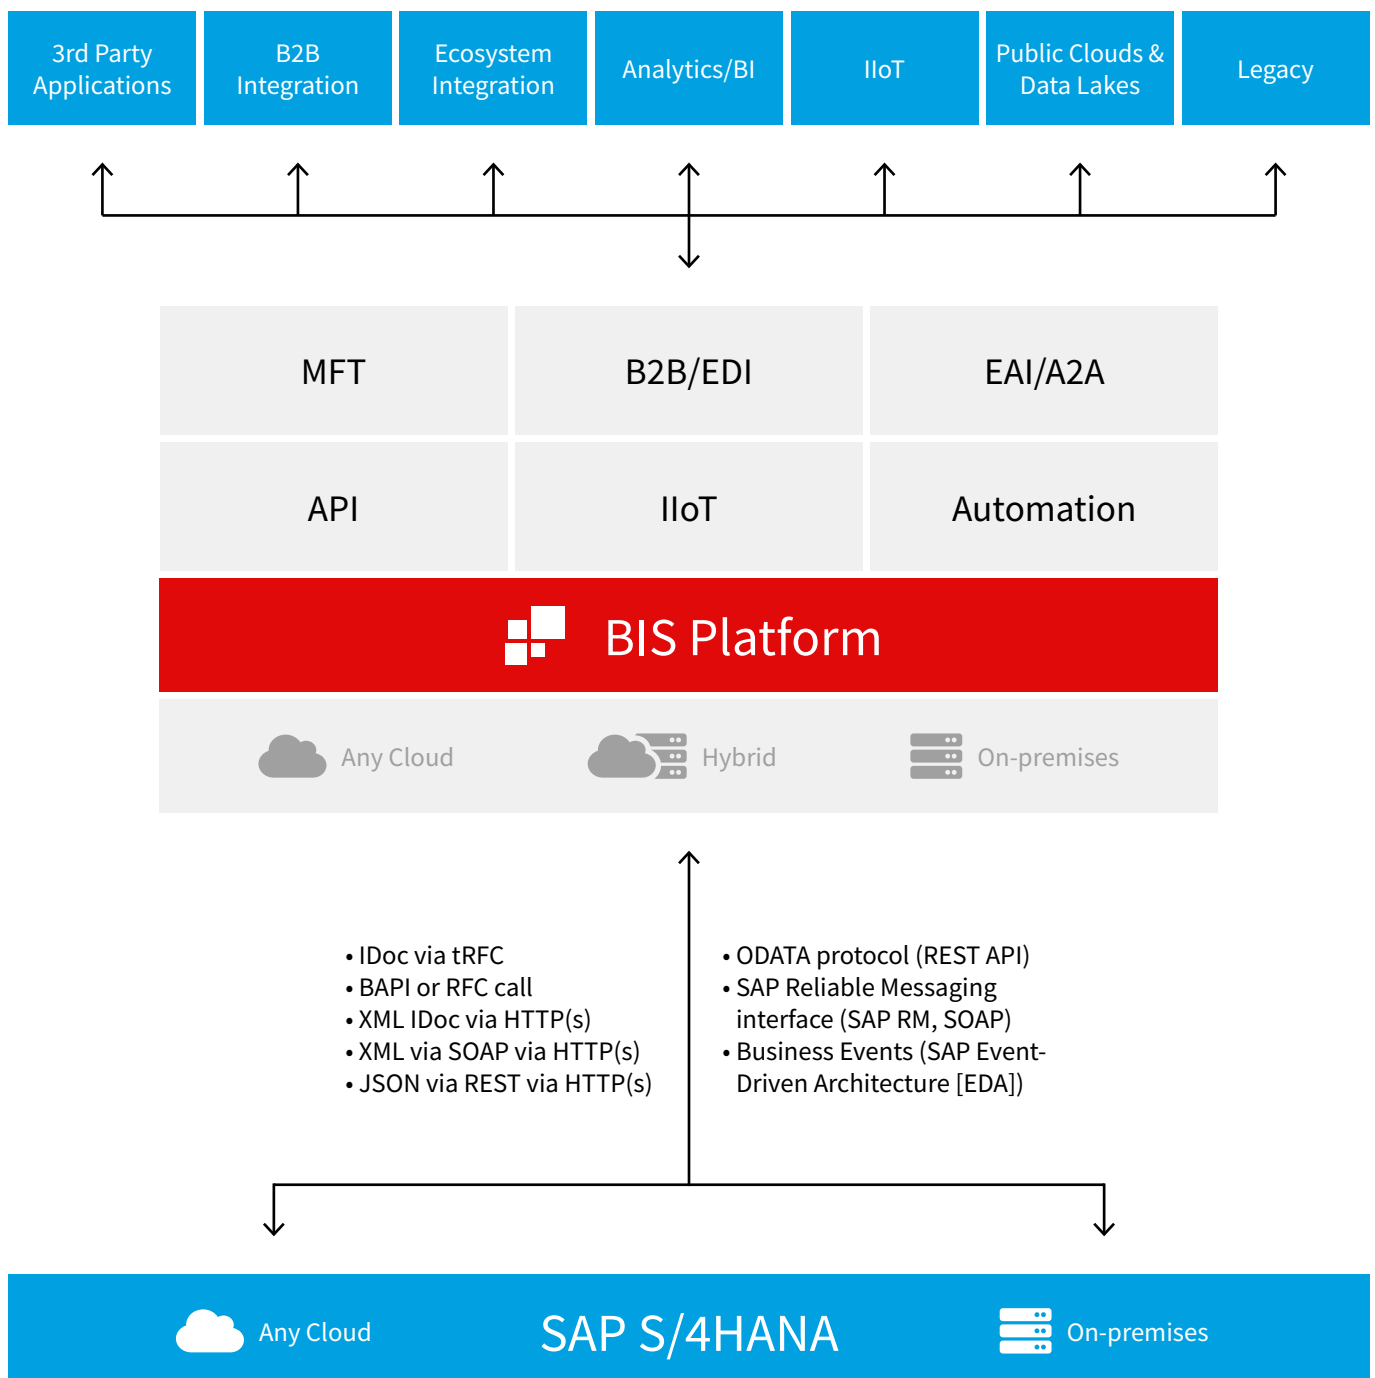 3rd Party
Applications
B2B
Integration
Ecosystem
Integration
Analytics/BI
IIoT
Public Clouds &
Data Lakes
Legacy
MFT
B2B/EDI
EAI/A2A
API
IIoT
Automation
BIS Platform
Any Cloud
Hybrid
On-premises
• IDoc via tRFC
• BAPI or RFC call
• XML IDoc via HTTP(s)
• XML via SOAP via HTTP(s)
• JSON via REST via HTTP(s)
• ODATA protocol (REST API)
• SAP Reliable Messaging
interface (SAP RM, SOAP)
• Business Events (SAP Event-
Driven Architecture [EDA])
Any Cloud
SAP S/4HANA
On-premises